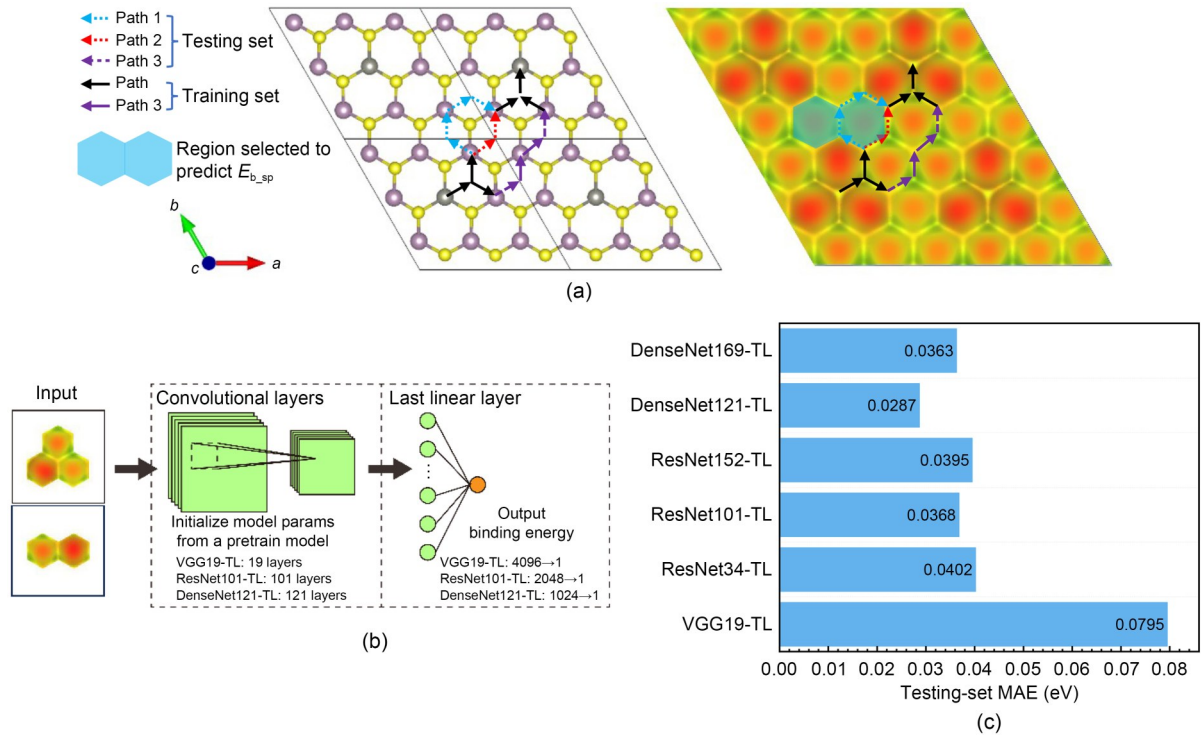 Path 1
Path 2
Path 3
Testing set
Path
Path 3
Training set
Region selected to
predict E_b_sp
b
c
a
(a)
Input
Convolutional layers
Initialize model params
from a pretrain model
VGG19-TL: 19 layers
ResNet101-TL: 101 layers
DenseNet121-TL: 121 layers
Last linear layer
Output
binding energy
VGG19-TL: 4096→1
ResNet101-TL: 2048→1
DenseNet121-TL: 1024→1
(b)
DenseNet169-TL
0.0363
DenseNet121-TL
0.0287
ResNet152-TL
0.0395
ResNet101-TL
0.0368
ResNet34-TL
0.0402
VGG19-TL
0.0795
0.00 0.01 0.02 0.03 0.04 0.05 0.06 0.07 0.08
Testing-set MAE (eV)
(c)